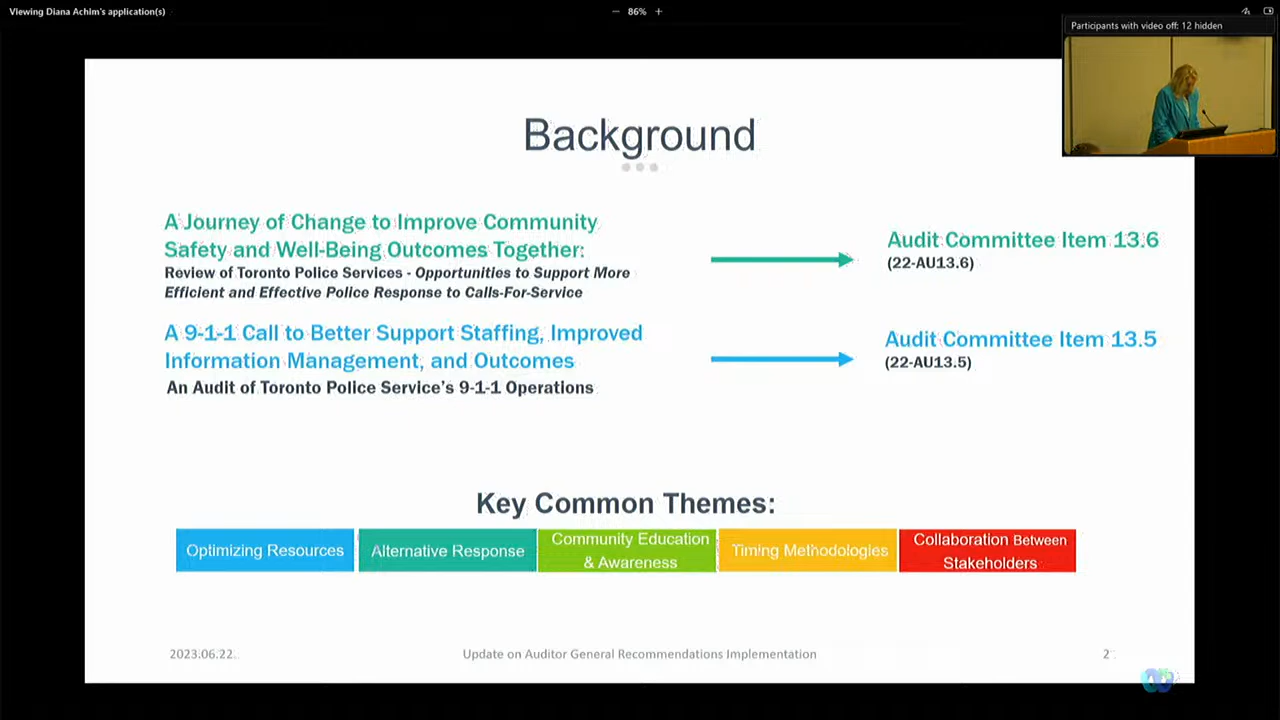 Viewing Diana Achim's application(s)
86%
Participants with video off: 12 hidden
Background
A Journey of Change to Improve Community
Safety and Well-Being Outcomes Together:
Review of Toronto Police Services - Opportunities to Support More
Efficient and Effective Police Response to Calls-For-Service
Audit Committee Item 13.6
(22-AU13.6)
A 9-1-1 Call to Better Support Staffing, Improved
Information Management, and Outcomes
An Audit of Toronto Police Service's 9-1-1 Operations
Audit Committee Item 13.5
(22-AU13.5)
Key Common Themes:
Optimizing Resources
Alternative Response
Community Education
& Awareness
Timing Methodologies
Collaboration Between
Stakeholders
2023.06.22.
Update on Auditor General Recommendations Implementation
2